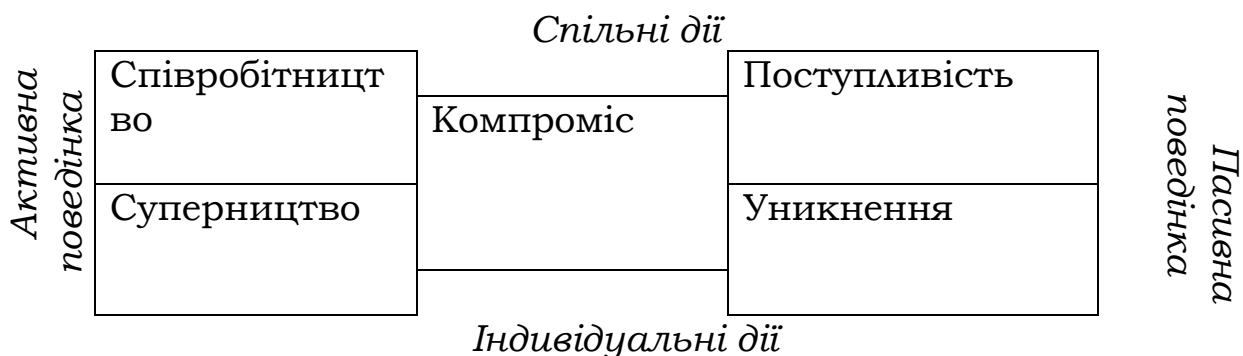 Спільні дії
Активна
поведінка
Співробітницт
во
Компроміс
Поступливість
Суперництво
Уникнення
Пасивна
поведінка
Індивідуальні дії